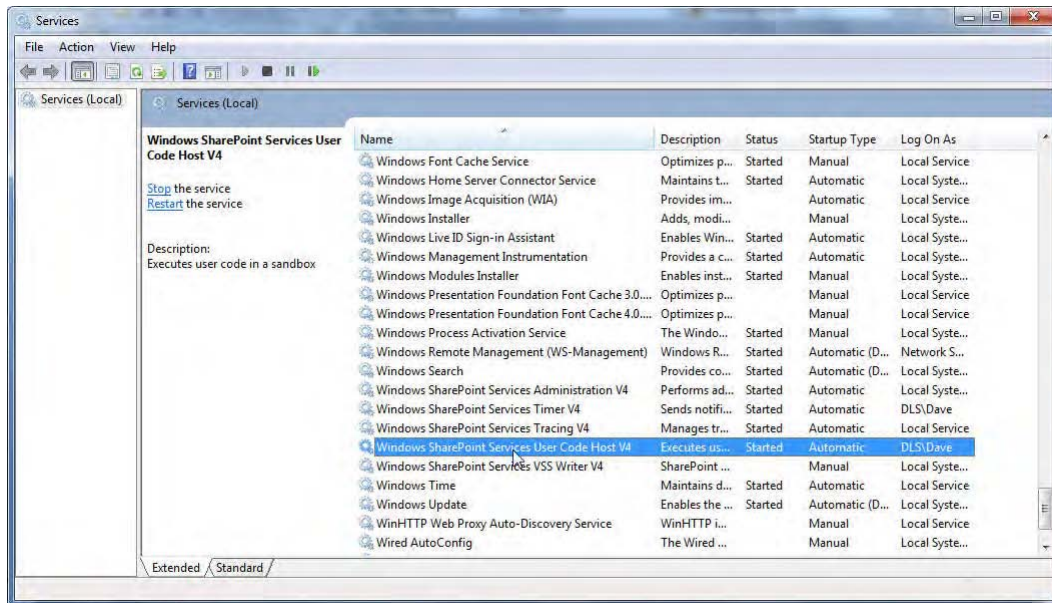 Services
File Action View Help
Services (Local)
Services (Local)
Windows SharePoint Services User
Code Host V4
Stop the service
Restart the service
Description:
Executes user code in a sandbox
Name Description Status Startup Type Log On As
Windows Font Cache Service Optimizes p... Started Manual Local Service
Windows Home Server Connector Service Maintains t... Started Automatic Local Syste...
Windows Image Acquisition (WIA) Provides im... Automatic Local Service
Windows Installer Adds, modi... Manual Local Syste...
Windows Live ID Sign-in Assistant Enables Win... Started Automatic Local Syste...
Windows Management Instrumentation Provides a c... Started Automatic Local Syste...
Windows Modules Installer Enables inst... Started Manual Local Syste...
Windows Presentation Foundation Font Cache 3.0.... Optimizes p... Manual Local Service
Windows Presentation Foundation Font Cache 4.0.... Optimizes p... Manual Local Service
Windows Process Activation Service The Windo... Started Manual Local Syste...
Windows Remote Management (WS-Management) Windows R... Started Automatic (D... Network S...
Windows Search Provides co... Started Automatic (D... Local Syste...
Windows SharePoint Services Administration V4 Performs ad... Started Automatic Local Syste...
Windows SharePoint Services Timer V4 Sends notifi... Started Automatic DLS\Dave
Windows SharePoint Services Tracing V4 Manages tr... Started Automatic Local Service
Windows SharePoint Services User Code Host V4 Executes us... Started Automatic DLS\Dave
Windows SharePoint Services VSS Writer V4 SharePoint ... Manual Local Syste...
Windows Time Maintains d... Started Automatic Local Service
Windows Update Enables the ... Started Automatic (D... Local Syste...
WinHTTP Web Proxy Auto-Discovery Service WinHTTP i... Manual Local Service
Wired AutoConfig The Wired ... Manual Local Syste...
Extended Standard